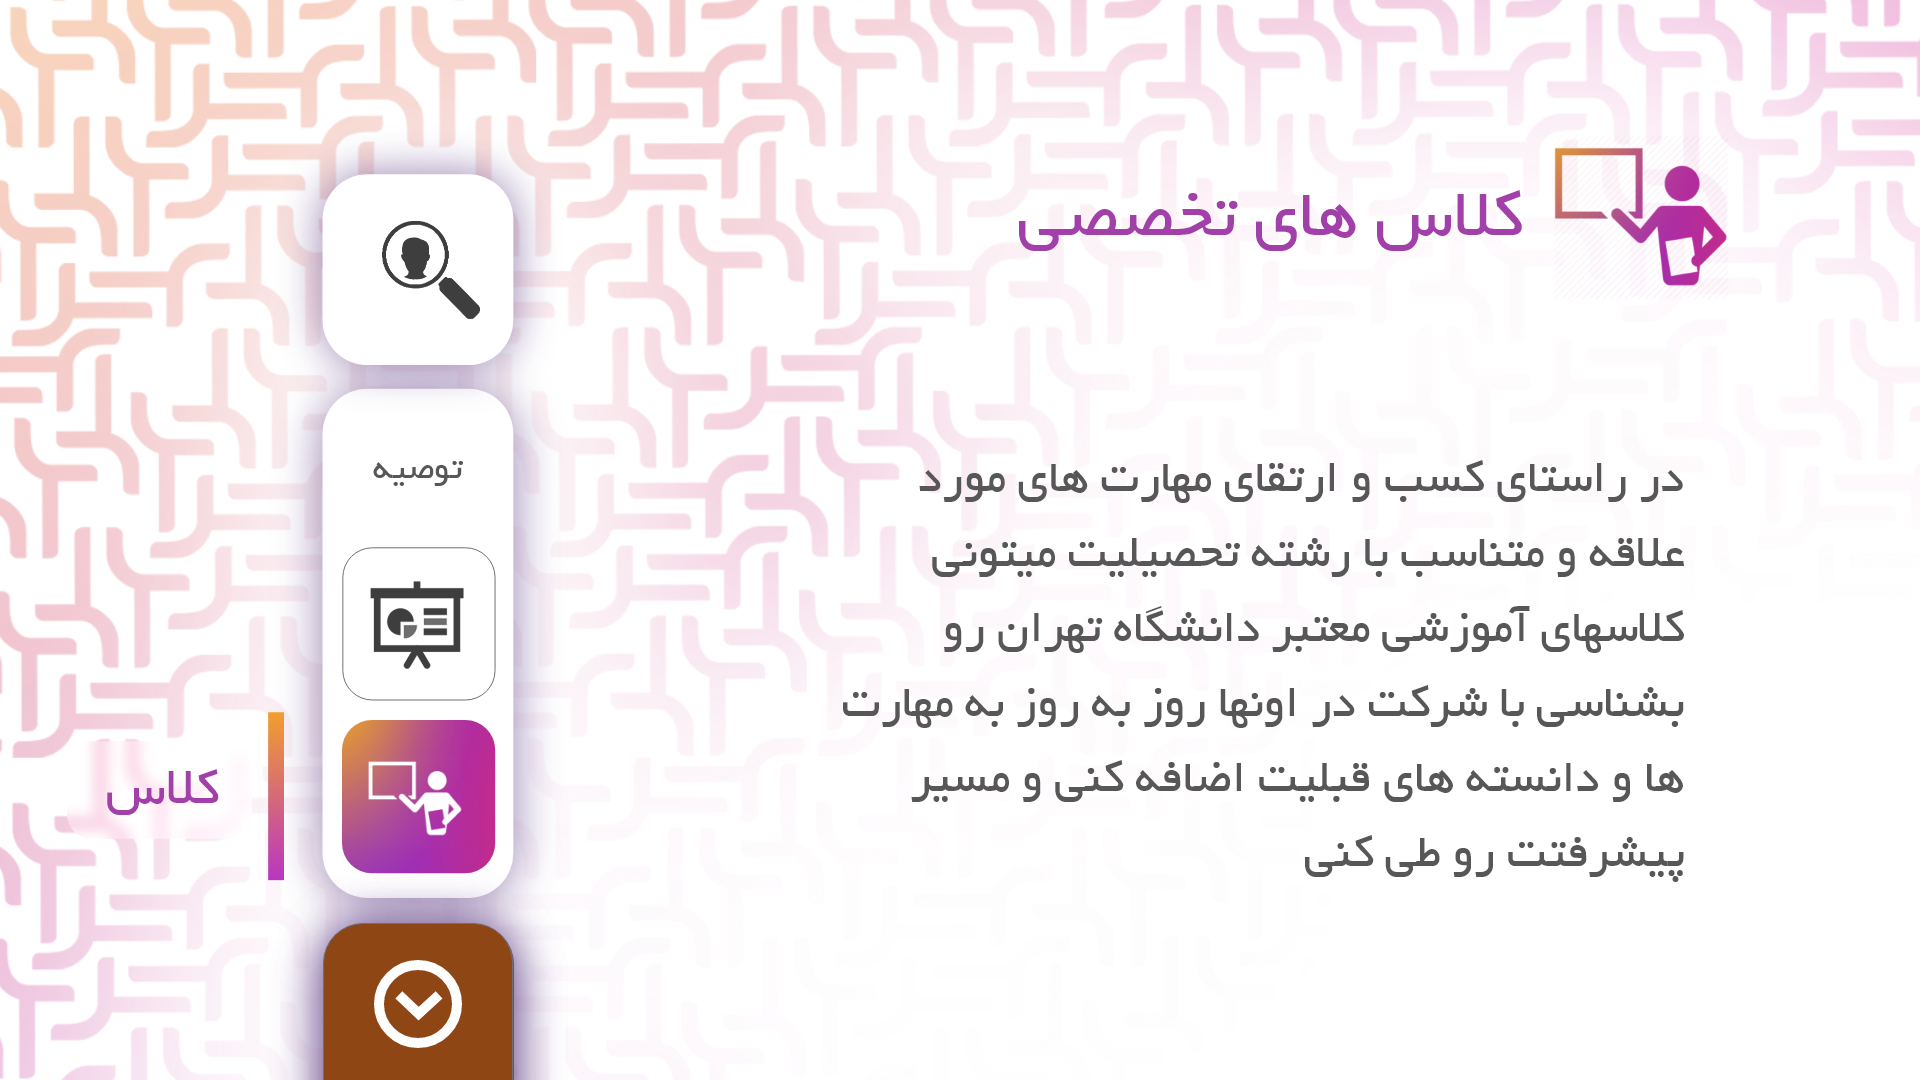 کلاس های تخصصی
در راستای کسب و ارتقای مهارت های مورد
علاقه و متناسب با رشته تحصیلیت میتونی
کلاسهای آموزشی معتبر دانشگاه تهران رو
بشناسی با شرکت در اونها روز به روز به مهارت
ها و دانسته های قبلیت اضافه کنی و مسیر
پیشرفتت رو طی کنی
توصیه
کلاس